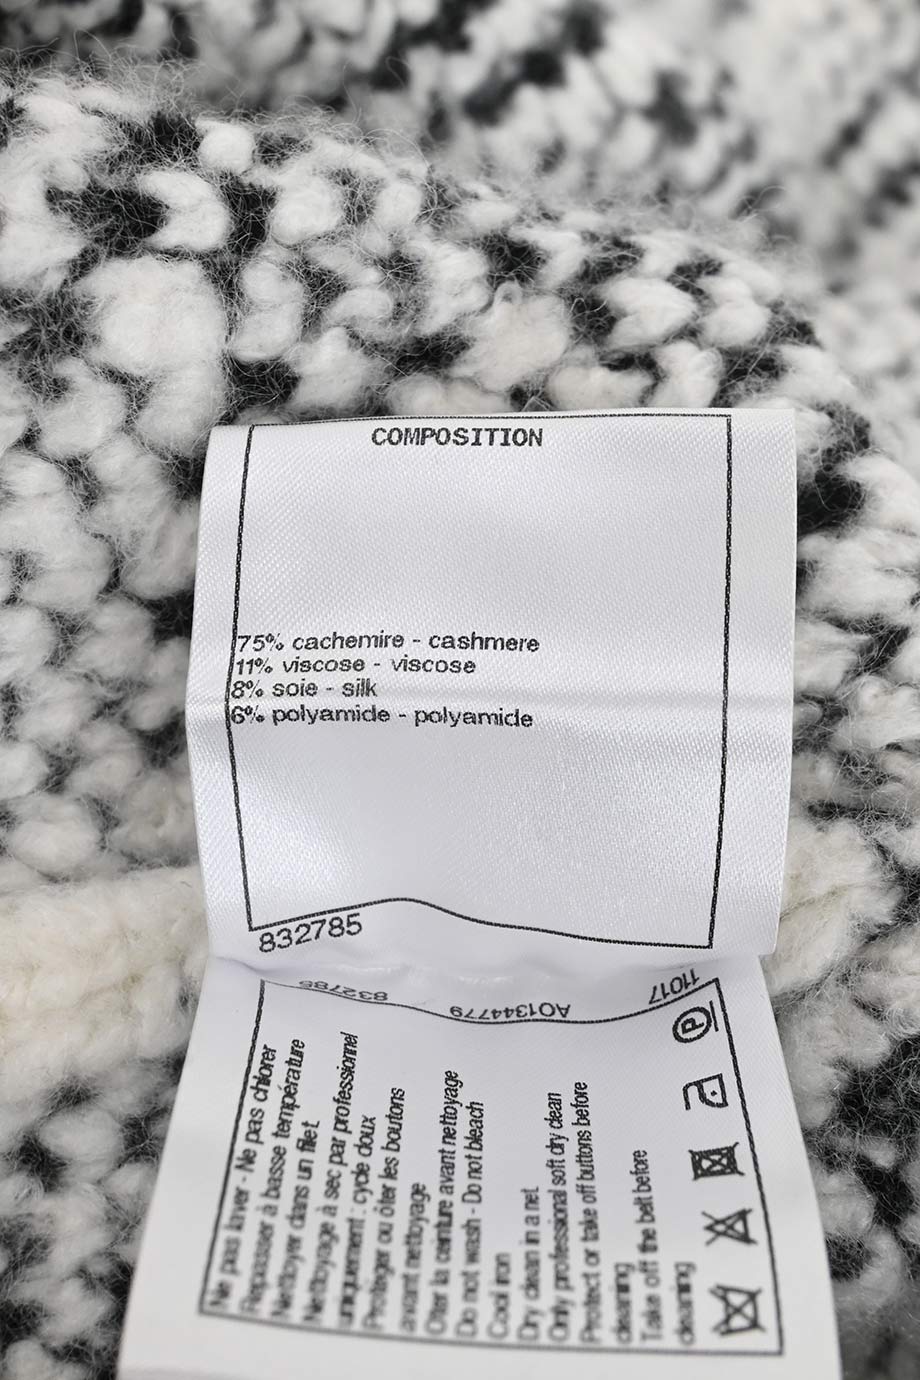 COMPOSITION
75% cachemire - cashmere
11% viscose - viscose
8% soie - silk
6% polyamide - polyamide
832785
832785
A01344779
11017
Ne pas laver - Ne pas chlorer
Repasser à basse température
Nettoyer dans un filet
Nettoyage à sec par professionnel
uniquement : cycle doux
Protéger ou ôter les boutons
avant nettoyage
Oter la ceinture avant nettoyage
Do not wash - Do not bleach
Cool iron
Dry clean in a net
Only professional soft dry clean
Protect or take off buttons before
cleaning
Take off the belt before
cleaning
P